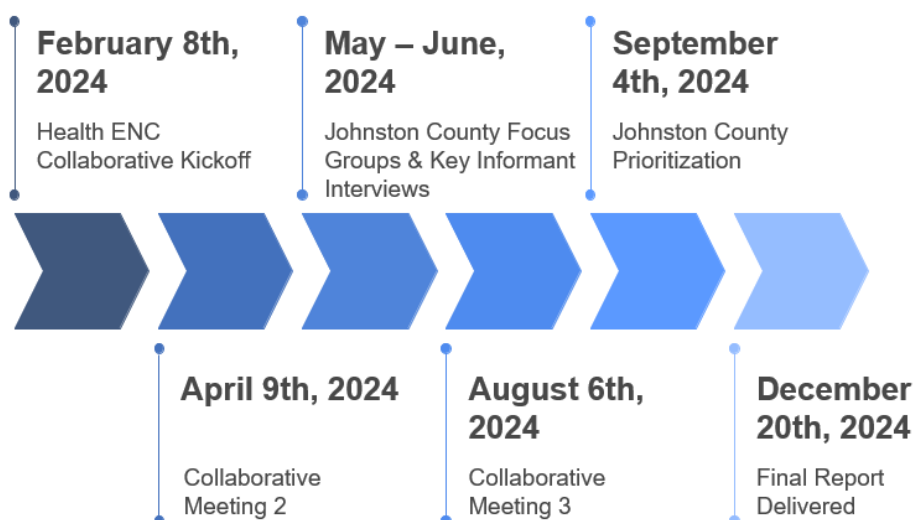 February 8th,
2024
Health ENC
Collaborative Kickoff
May – June,
2024
Johnston County Focus
Groups & Key Informant
Interviews
September
4th, 2024
Johnston County
Prioritization
April 9th, 2024
Collaborative
Meeting 2
August 6th,
2024
Collaborative
Meeting 3
December
20th, 2024
Final Report
Delivered